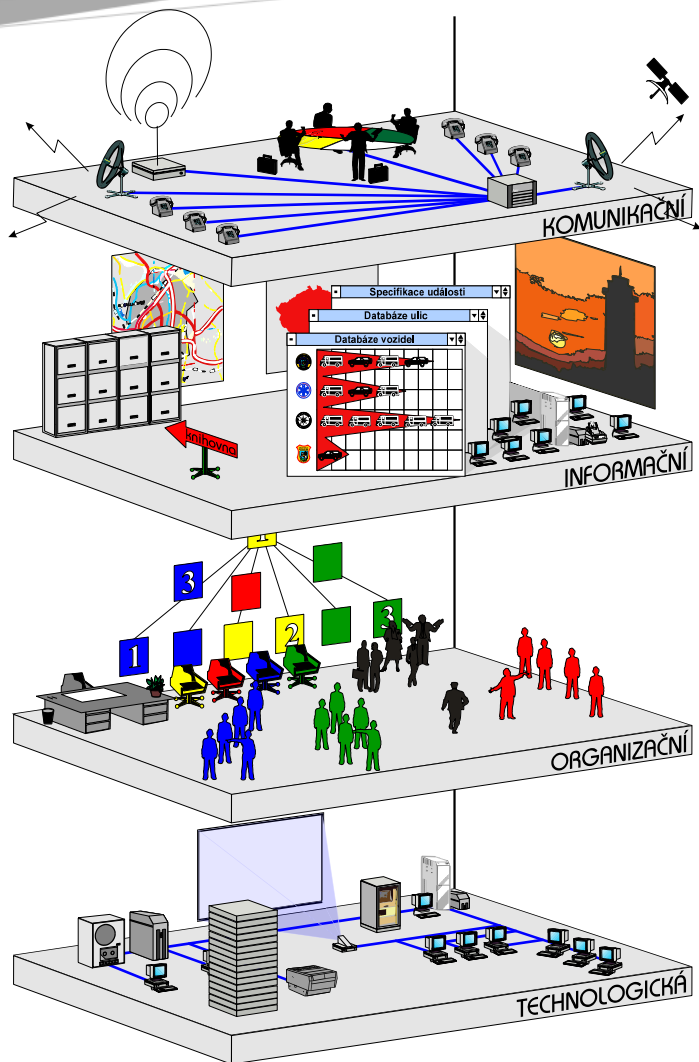 KOMUNIKAČNÍ
Specifikace události
Databáze ulic
Databáze vozidel
knihovna
INFORMAČNÍ
1
3
3
2
1
ORGANIZAČNÍ
TECHNOLOGICKÁ